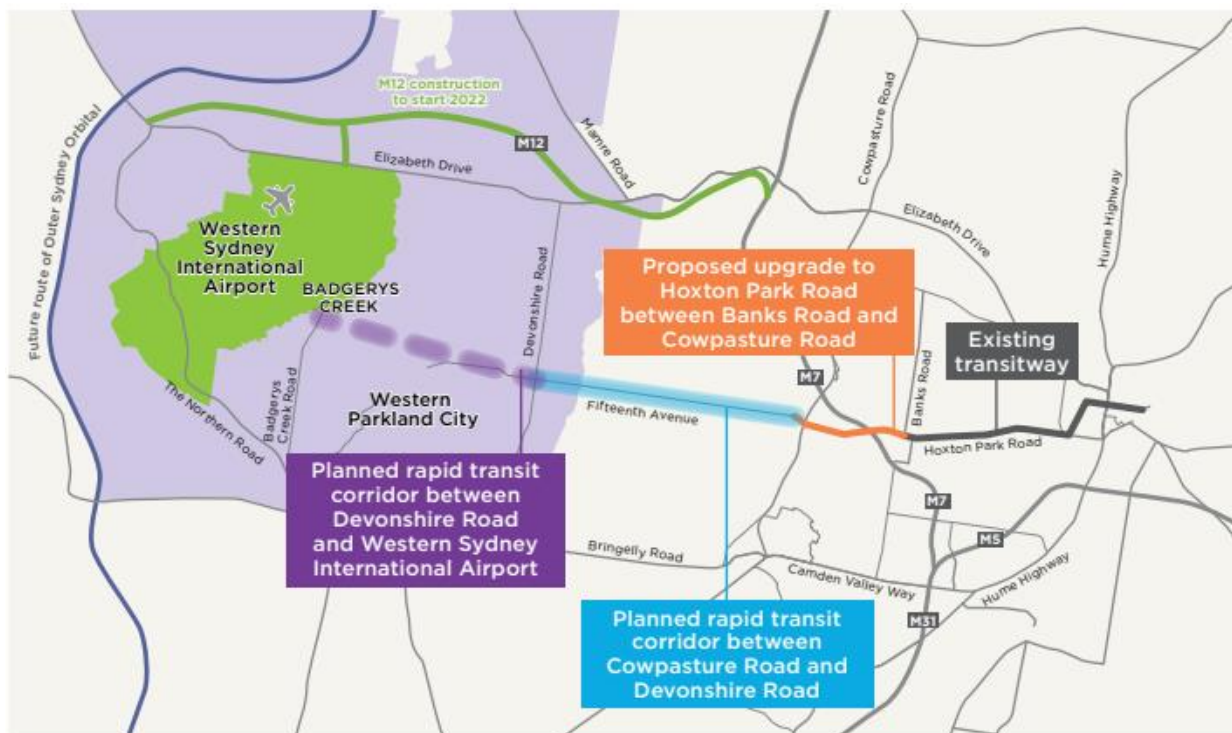 M12 construction
to start 2022
Future route of Outer Sydney Orbital
M12
Mamre Road
Cowpasture Road
Hume Highway
Elizabeth Drive
Elizabeth Drive
Western
Sydney
International
Airport
BADGERYS
CREEK
Devonshire Road
Proposed upgrade to
Hoxton Park Road
between Banks Road and
Cowpasture Road
Existing
transitway
M7
Banks Road
The Northern Road
Badgerys
Creek Road
Western
Parkland City
Fifteenth Avenue
Hoxton Park Road
Planned rapid transit
corridor between
Devonshire Road
and Western Sydney
International Airport
M7
M5
Bringelly Road
Camden Valley Way
Hume Highway
M31
Planned rapid transit
corridor between
Cowpasture Road and
Devonshire Road